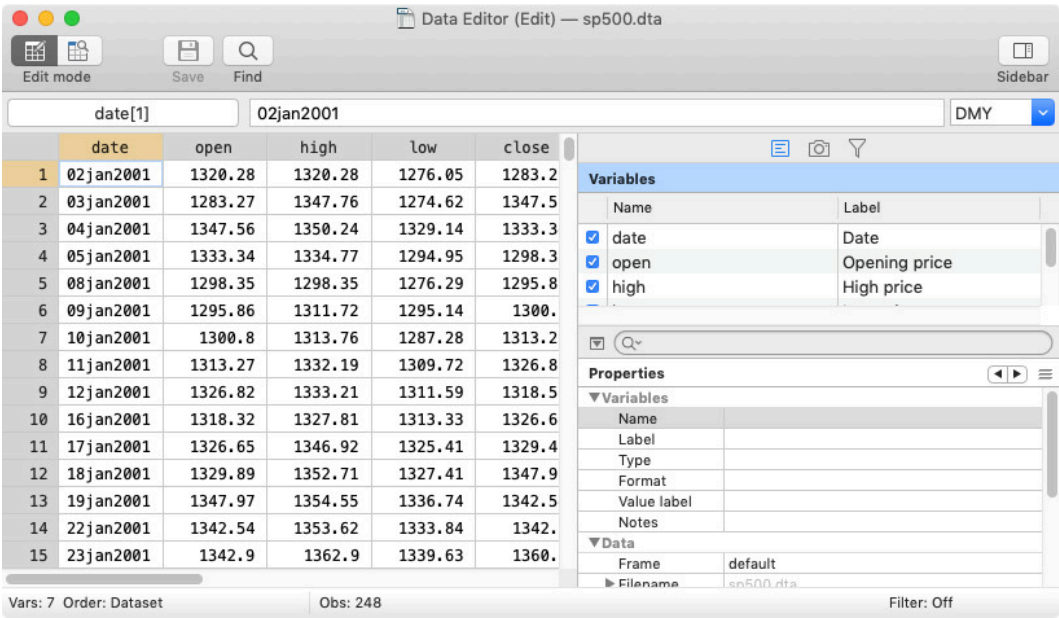 Data Editor (Edit) — sp500.dta
Edit mode Save Find Sidebar
date[1] 02jan2001 DMY
date open high low close
1 02jan2001 1320.28 1320.28 1276.05 1283.2
2 03jan2001 1283.27 1347.76 1274.62 1347.5
3 04jan2001 1347.56 1350.24 1329.14 1333.3
4 05jan2001 1333.34 1334.77 1294.95 1298.3
5 08jan2001 1298.35 1298.35 1276.29 1295.8
6 09jan2001 1295.86 1311.72 1295.14 1300.
7 10jan2001 1300.8 1313.76 1287.28 1313.2
8 11jan2001 1313.27 1332.19 1309.72 1326.8
9 12jan2001 1326.82 1333.21 1311.59 1318.5
10 16jan2001 1318.32 1327.81 1313.33 1326.6
11 17jan2001 1326.65 1346.92 1325.41 1329.4
12 18jan2001 1329.89 1352.71 1327.41 1347.9
13 19jan2001 1347.97 1354.55 1336.74 1342.5
14 22jan2001 1342.54 1353.62 1333.84 1342.
15 23jan2001 1342.9 1362.9 1339.63 1360.
Variables
Name Label
date Date
open Opening price
high High price
Properties
Variables
Name
Label
Type
Format
Value label
Notes
Data
Frame default
Filename sp500.dta
Vars: 7 Order: Dataset Obs: 248 Filter: Off